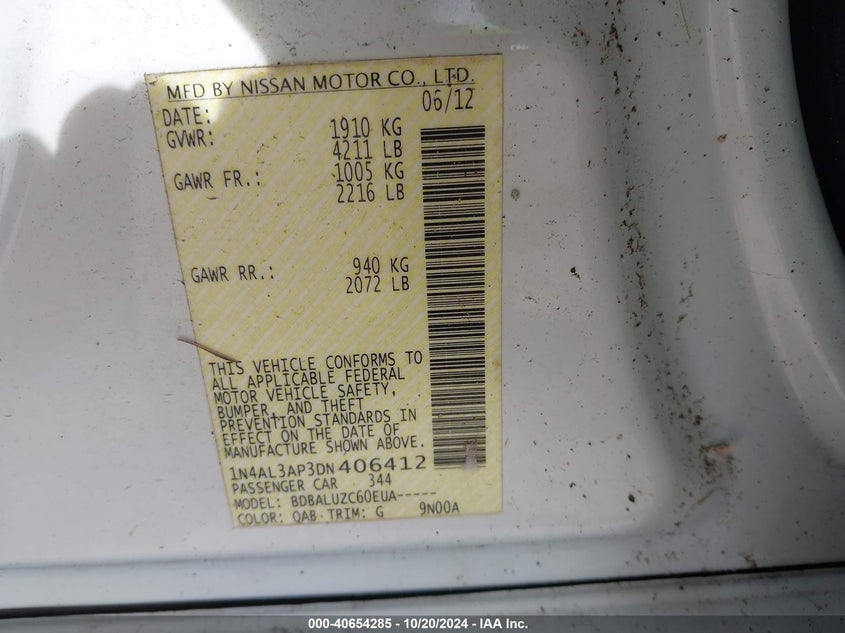 MFD BY NISSAN MOTOR CO., LTD.
DATE: 06/12
GVWR: 1910 KG
4211 LB
GAWR FR.: 1005 KG
2216 LB
GAWR RR.: 940 KG
2072 LB
THIS VEHICLE CONFORMS TO
ALL APPLICABLE FEDERAL
MOTOR VEHICLE SAFETY,
BUMPER, AND THEFT
PREVENTION STANDARDS IN
EFFECT ON THE DATE OF
MANUFACTURE SHOWN ABOVE.
1N4AL3AP3DN406412
PASSENGER CAR 344
MODEL: BDBALUZC60EUA-----
COLOR: QAB TRIM: G 9N00A
000-40654285 - 10/20/2024 - IAA Inc.